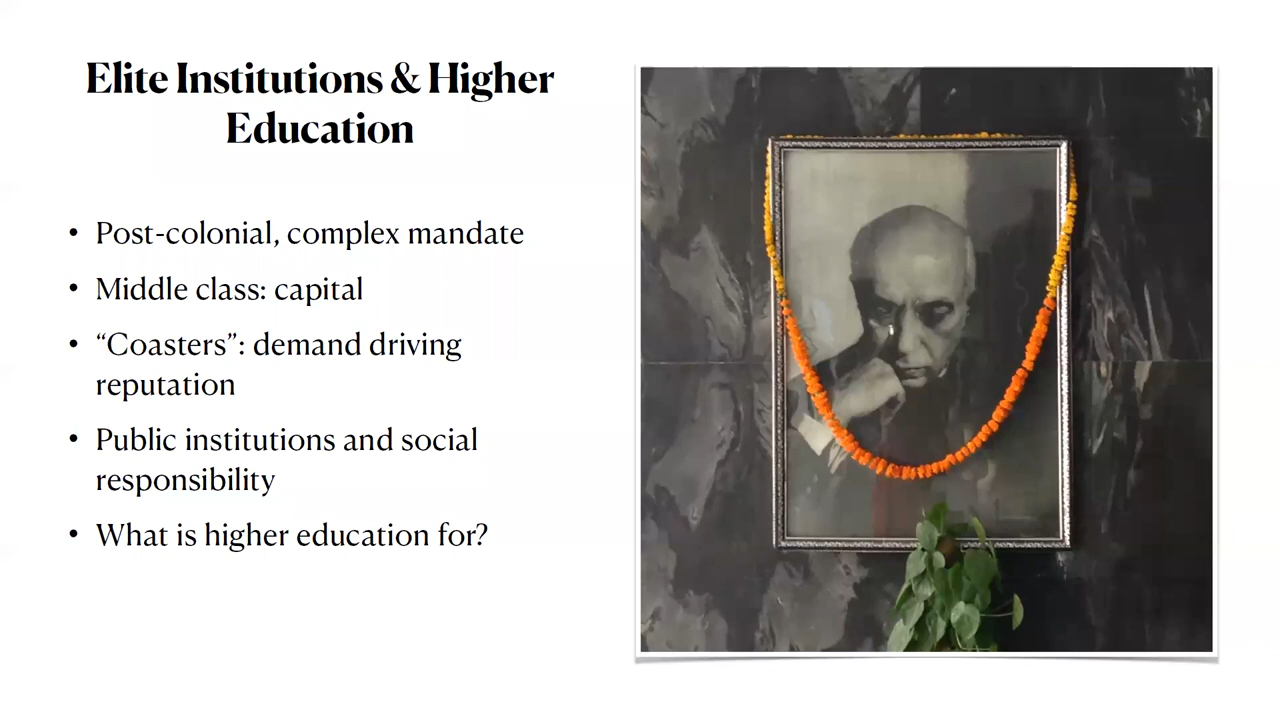 Elite Institutions & Higher
Education
• Post-colonial, complex mandate
• Middle class: capital
• “Coasters”: demand driving
reputation
• Public institutions and social
responsibility
• What is higher education for?